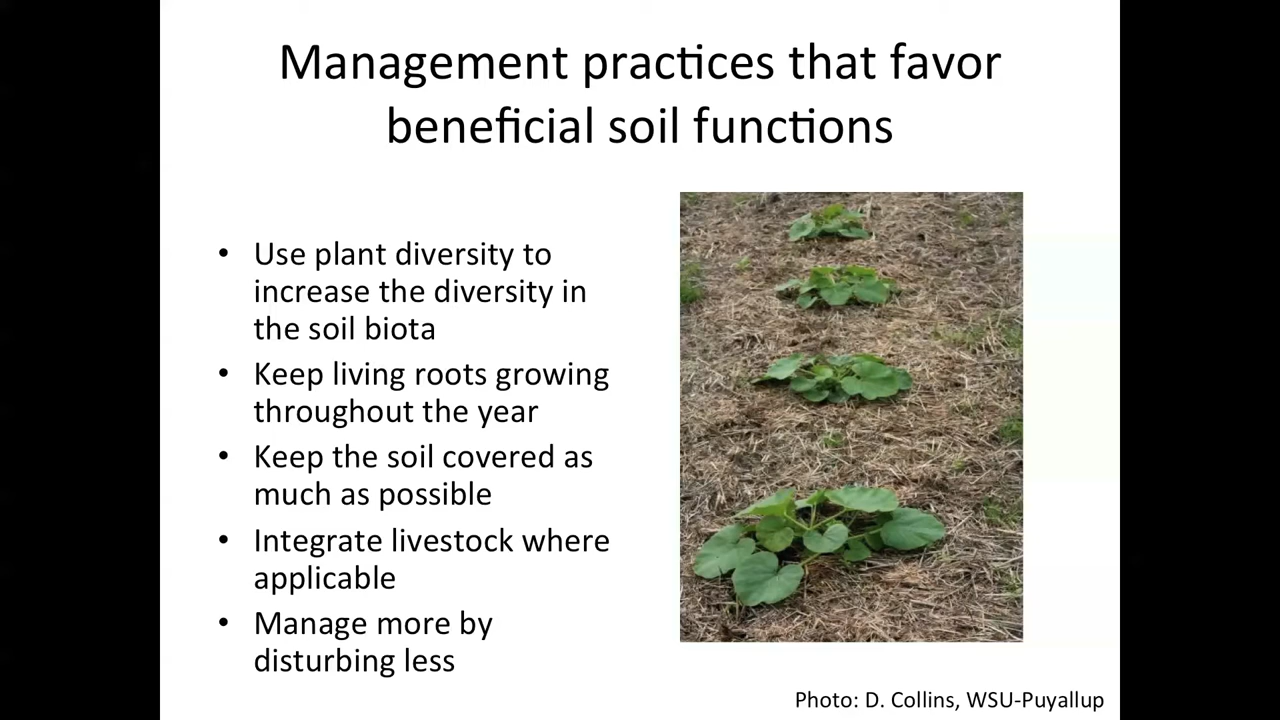 Management practices that favor
beneficial soil functions
• Use plant diversity to
increase the diversity in
the soil biota
• Keep living roots growing
throughout the year
• Keep the soil covered as
much as possible
• Integrate livestock where
applicable
• Manage more by
disturbing less
Photo: D. Collins, WSU-Puyallup